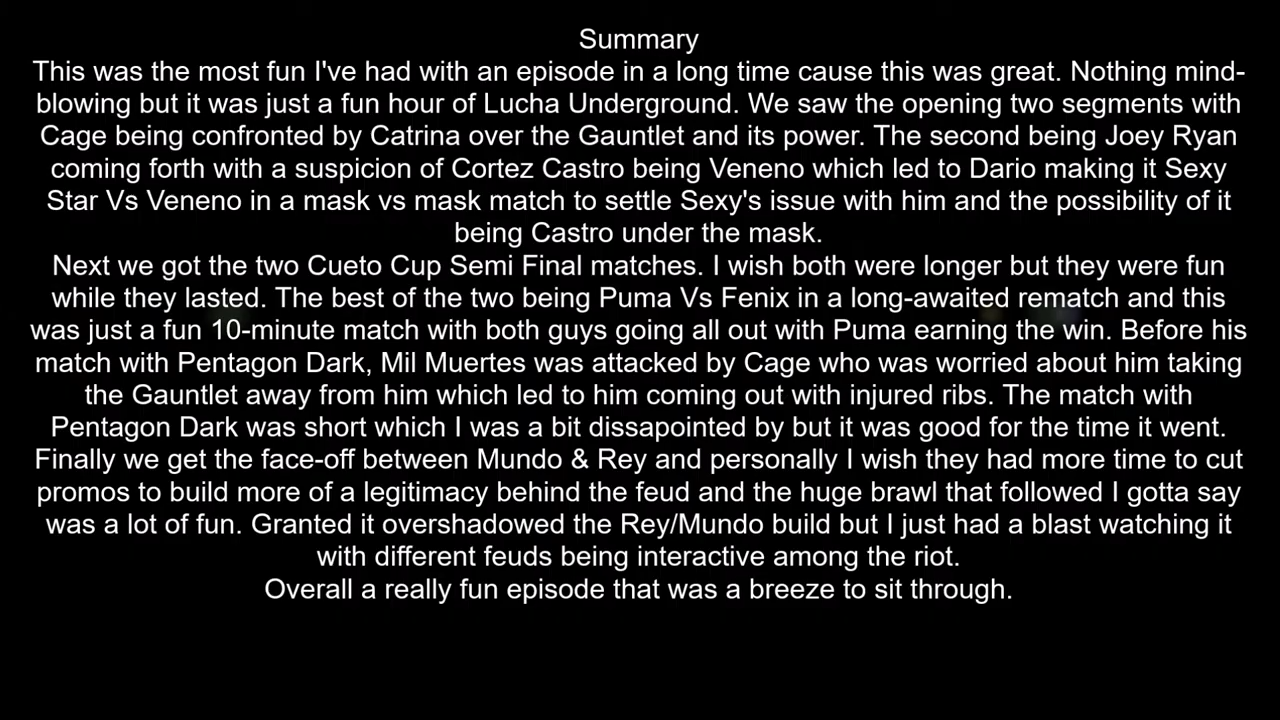 Summary
This was the most fun I've had with an episode in a long time cause this was great. Nothing mind-
blowing but it was just a fun hour of Lucha Underground. We saw the opening two segments with
Cage being confronted by Catrina over the Gauntlet and its power. The second being Joey Ryan
coming forth with a suspicion of Cortez Castro being Veneno which led to Dario making it Sexy
Star Vs Veneno in a mask vs mask match to settle Sexy's issue with him and the possibility of it
being Castro under the mask.
Next we got the two Cueto Cup Semi Final matches. I wish both were longer but they were fun
while they lasted. The best of the two being Puma Vs Fenix in a long-awaited rematch and this
was just a fun 10-minute match with both guys going all out with Puma earning the win. Before his
match with Pentagon Dark, Mil Muertes was attacked by Cage who was worried about him taking
the Gauntlet away from him which led to him coming out with injured ribs. The match with
Pentagon Dark was short which I was a bit dissapointed by but it was good for the time it went.
Finally we get the face-off between Mundo & Rey and personally I wish they had more time to cut
promos to build more of a legitimacy behind the feud and the huge brawl that followed I gotta say
was a lot of fun. Granted it overshadowed the Rey/Mundo build but I just had a blast watching it
with different feuds being interactive among the riot.
Overall a really fun episode that was a breeze to sit through.